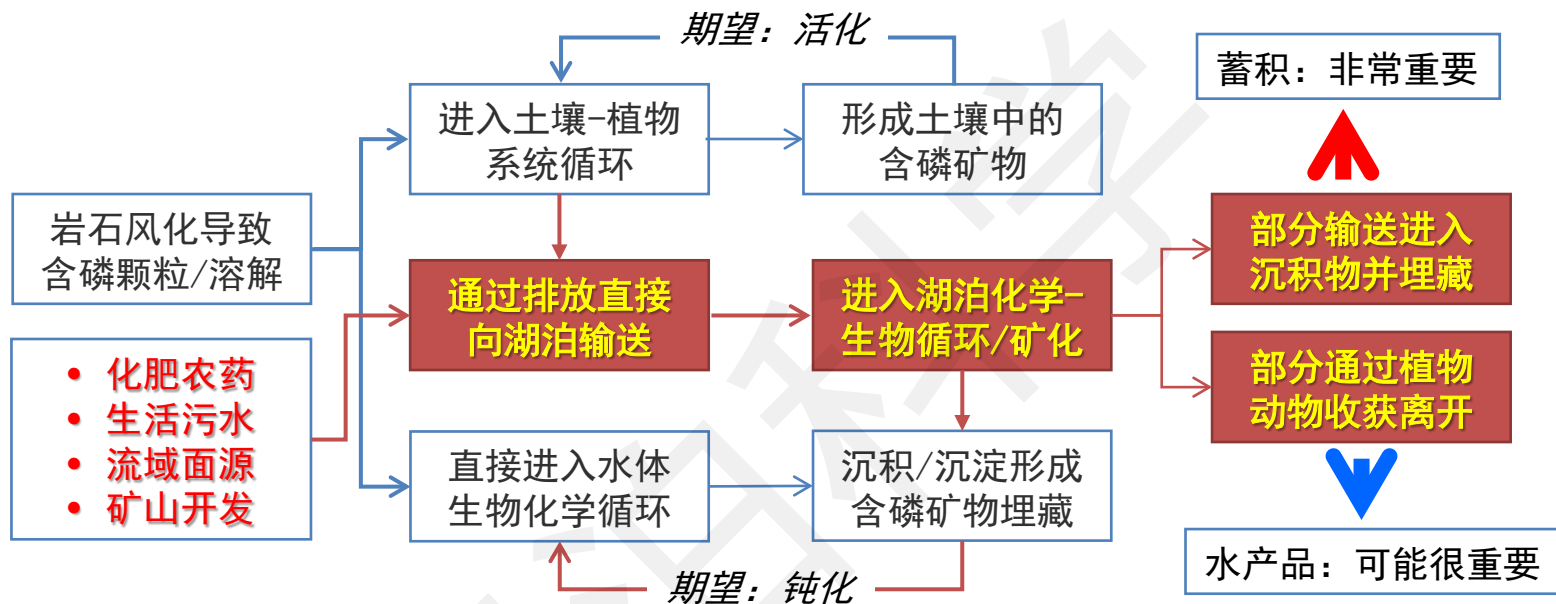 期望：活化
蓄积：非常重要
进入土壤-植物
系统循环
形成土壤中的
含磷矿物
岩石风化导致
含磷颗粒/溶解
通过排放直接
向湖泊输送
进入湖泊化学-
生物循环/矿化
部分输送进入
沉积物并埋藏
部分通过植物
动物收获离开
• 化肥农药
• 生活污水
• 流域面源
• 矿山开发
直接进入水体
生物化学循环
沉积/沉淀形成
含磷矿物埋藏
水产品：可能很重要
期望：钝化